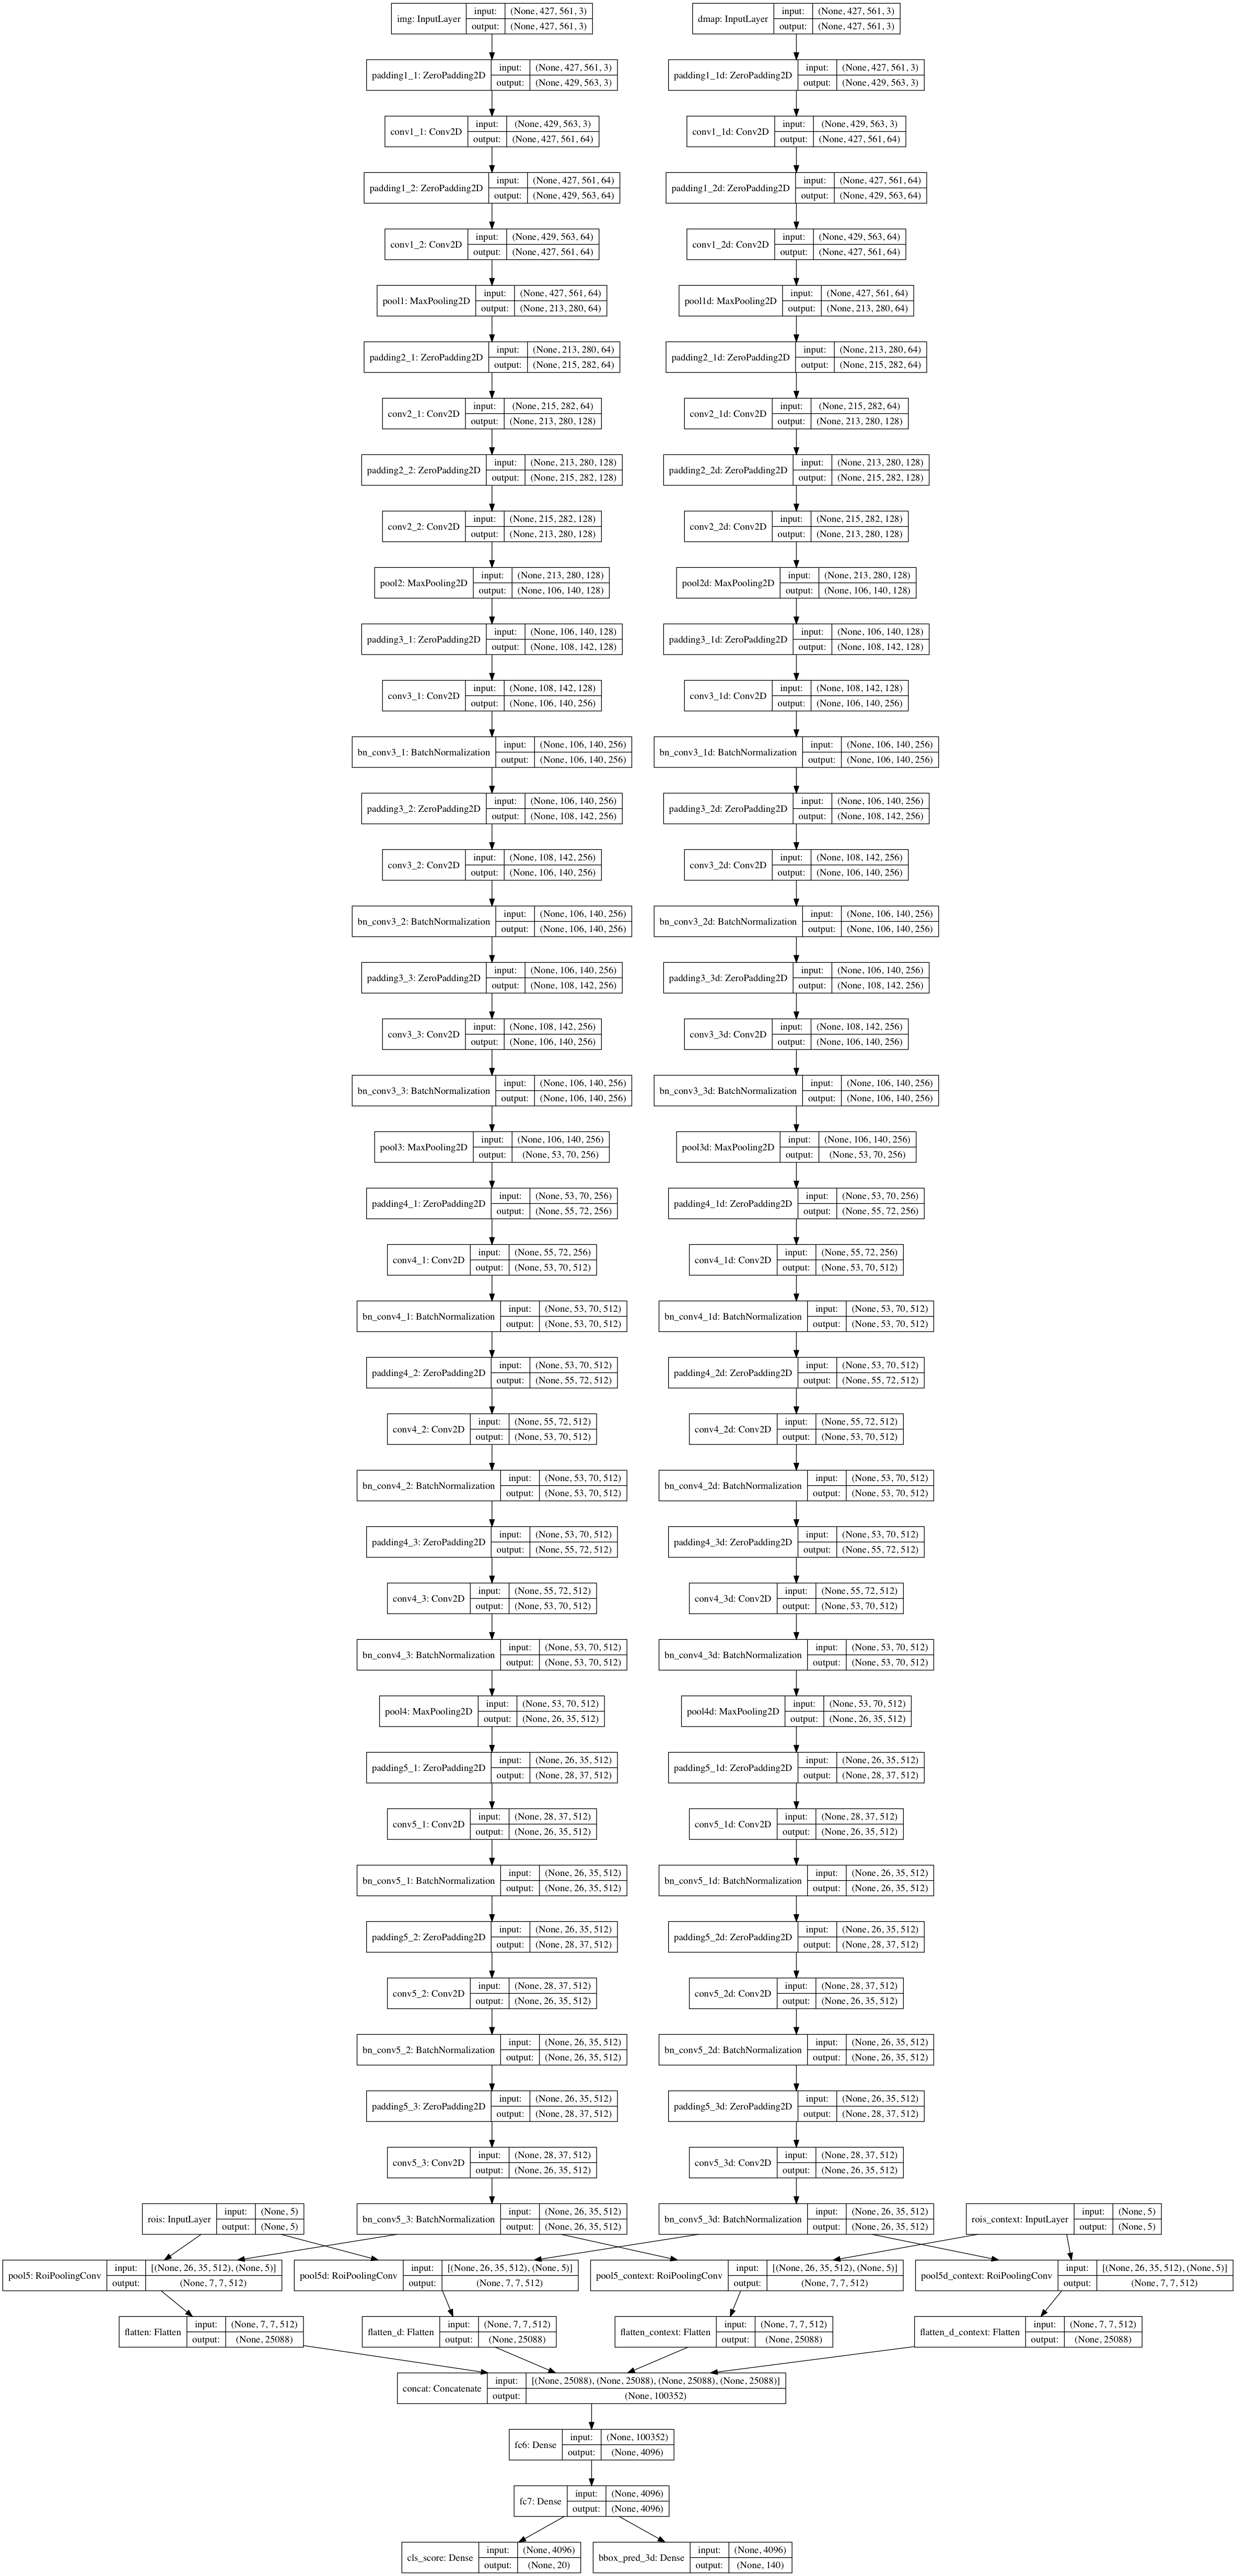 img: InputLayer
input: (None, 427, 561, 3)
output: (None, 427, 561, 3)
dmap: InputLayer
input: (None, 427, 561, 3)
output: (None, 427, 561, 3)
padding1_1: ZeroPadding2D
input: (None, 427, 561, 3)
output: (None, 429, 563, 3)
padding1_1d: ZeroPadding2D
input: (None, 427, 561, 3)
output: (None, 429, 563, 3)
conv1_1: Conv2D
input: (None, 429, 563, 3)
output: (None, 427, 561, 64)
conv1_1d: Conv2D
input: (None, 429, 563, 3)
output: (None, 427, 561, 64)
padding1_2: ZeroPadding2D
input: (None, 427, 561, 64)
output: (None, 429, 563, 64)
padding1_2d: ZeroPadding2D
input: (None, 427, 561, 64)
output: (None, 429, 563, 64)
conv1_2: Conv2D
input: (None, 429, 563, 64)
output: (None, 427, 561, 64)
conv1_2d: Conv2D
input: (None, 429, 563, 64)
output: (None, 427, 561, 64)
pool1: MaxPooling2D
input: (None, 427, 561, 64)
output: (None, 213, 280, 64)
pool1d: MaxPooling2D
input: (None, 427, 561, 64)
output: (None, 213, 280, 64)
padding2_1: ZeroPadding2D
input: (None, 213, 280, 64)
output: (None, 215, 282, 64)
padding2_1d: ZeroPadding2D
input: (None, 213, 280, 64)
output: (None, 215, 282, 64)
conv2_1: Conv2D
input: (None, 215, 282, 64)
output: (None, 213, 280, 128)
conv2_1d: Conv2D
input: (None, 215, 282, 64)
output: (None, 213, 280, 128)
padding2_2: ZeroPadding2D
input: (None, 213, 280, 128)
output: (None, 215, 282, 128)
padding2_2d: ZeroPadding2D
input: (None, 213, 280, 128)
output: (None, 215, 282, 128)
conv2_2: Conv2D
input: (None, 215, 282, 128)
output: (None, 213, 280, 128)
conv2_2d: Conv2D
input: (None, 215, 282, 128)
output: (None, 213, 280, 128)
pool2: MaxPooling2D
input: (None, 213, 280, 128)
output: (None, 106, 140, 128)
pool2d: MaxPooling2D
input: (None, 213, 280, 128)
output: (None, 106, 140, 128)
padding3_1: ZeroPadding2D
input: (None, 106, 140, 128)
output: (None, 108, 142, 128)
padding3_1d: ZeroPadding2D
input: (None, 106, 140, 128)
output: (None, 108, 142, 128)
conv3_1: Conv2D
input: (None, 108, 142, 128)
output: (None, 106, 140, 256)
conv3_1d: Conv2D
input: (None, 108, 142, 128)
output: (None, 106, 140, 256)
bn_conv3_1: BatchNormalization
input: (None, 106, 140, 256)
output: (None, 106, 140, 256)
bn_conv3_1d: BatchNormalization
input: (None, 106, 140, 256)
output: (None, 106, 140, 256)
padding3_2: ZeroPadding2D
input: (None, 106, 140, 256)
output: (None, 108, 142, 256)
padding3_2d: ZeroPadding2D
input: (None, 106, 140, 256)
output: (None, 108, 142, 256)
conv3_2: Conv2D
input: (None, 108, 142, 256)
output: (None, 106, 140, 256)
conv3_2d: Conv2D
input: (None, 108, 142, 256)
output: (None, 106, 140, 256)
bn_conv3_2: BatchNormalization
input: (None, 106, 140, 256)
output: (None, 106, 140, 256)
bn_conv3_2d: BatchNormalization
input: (None, 106, 140, 256)
output: (None, 106, 140, 256)
padding3_3: ZeroPadding2D
input: (None, 106, 140, 256)
output: (None, 108, 142, 256)
padding3_3d: ZeroPadding2D
input: (None, 106, 140, 256)
output: (None, 108, 142, 256)
conv3_3: Conv2D
input: (None, 108, 142, 256)
output: (None, 106, 140, 256)
conv3_3d: Conv2D
input: (None, 108, 142, 256)
output: (None, 106, 140, 256)
bn_conv3_3: BatchNormalization
input: (None, 106, 140, 256)
output: (None, 106, 140, 256)
bn_conv3_3d: BatchNormalization
input: (None, 106, 140, 256)
output: (None, 106, 140, 256)
pool3: MaxPooling2D
input: (None, 106, 140, 256)
output: (None, 53, 70, 256)
pool3d: MaxPooling2D
input: (None, 106, 140, 256)
output: (None, 53, 70, 256)
padding4_1: ZeroPadding2D
input: (None, 53, 70, 256)
output: (None, 55, 72, 256)
padding4_1d: ZeroPadding2D
input: (None, 53, 70, 256)
output: (None, 55, 72, 256)
conv4_1: Conv2D
input: (None, 55, 72, 256)
output: (None, 53, 70, 512)
conv4_1d: Conv2D
input: (None, 55, 72, 256)
output: (None, 53, 70, 512)
bn_conv4_1: BatchNormalization
input: (None, 53, 70, 512)
output: (None, 53, 70, 512)
bn_conv4_1d: BatchNormalization
input: (None, 53, 70, 512)
output: (None, 53, 70, 512)
padding4_2: ZeroPadding2D
input: (None, 53, 70, 512)
output: (None, 55, 72, 512)
padding4_2d: ZeroPadding2D
input: (None, 53, 70, 512)
output: (None, 55, 72, 512)
conv4_2: Conv2D
input: (None, 55, 72, 512)
output: (None, 53, 70, 512)
conv4_2d: Conv2D
input: (None, 55, 72, 512)
output: (None, 53, 70, 512)
bn_conv4_2: BatchNormalization
input: (None, 53, 70, 512)
output: (None, 53, 70, 512)
bn_conv4_2d: BatchNormalization
input: (None, 53, 70, 512)
output: (None, 53, 70, 512)
padding4_3: ZeroPadding2D
input: (None, 53, 70, 512)
output: (None, 55, 72, 512)
padding4_3d: ZeroPadding2D
input: (None, 53, 70, 512)
output: (None, 55, 72, 512)
conv4_3: Conv2D
input: (None, 55, 72, 512)
output: (None, 53, 70, 512)
conv4_3d: Conv2D
input: (None, 55, 72, 512)
output: (None, 53, 70, 512)
bn_conv4_3: BatchNormalization
input: (None, 53, 70, 512)
output: (None, 53, 70, 512)
bn_conv4_3d: BatchNormalization
input: (None, 53, 70, 512)
output: (None, 53, 70, 512)
pool4: MaxPooling2D
input: (None, 53, 70, 512)
output: (None, 26, 35, 512)
pool4d: MaxPooling2D
input: (None, 53, 70, 512)
output: (None, 26, 35, 512)
padding5_1: ZeroPadding2D
input: (None, 26, 35, 512)
output: (None, 28, 37, 512)
padding5_1d: ZeroPadding2D
input: (None, 26, 35, 512)
output: (None, 28, 37, 512)
conv5_1: Conv2D
input: (None, 28, 37, 512)
output: (None, 26, 35, 512)
conv5_1d: Conv2D
input: (None, 28, 37, 512)
output: (None, 26, 35, 512)
bn_conv5_1: BatchNormalization
input: (None, 26, 35, 512)
output: (None, 26, 35, 512)
bn_conv5_1d: BatchNormalization
input: (None, 26, 35, 512)
output: (None, 26, 35, 512)
padding5_2: ZeroPadding2D
input: (None, 26, 35, 512)
output: (None, 28, 37, 512)
padding5_2d: ZeroPadding2D
input: (None, 26, 35, 512)
output: (None, 28, 37, 512)
conv5_2: Conv2D
input: (None, 28, 37, 512)
output: (None, 26, 35, 512)
conv5_2d: Conv2D
input: (None, 28, 37, 512)
output: (None, 26, 35, 512)
bn_conv5_2: BatchNormalization
input: (None, 26, 35, 512)
output: (None, 26, 35, 512)
bn_conv5_2d: BatchNormalization
input: (None, 26, 35, 512)
output: (None, 26, 35, 512)
padding5_3: ZeroPadding2D
input: (None, 26, 35, 512)
output: (None, 28, 37, 512)
padding5_3d: ZeroPadding2D
input: (None, 26, 35, 512)
output: (None, 28, 37, 512)
conv5_3: Conv2D
input: (None, 28, 37, 512)
output: (None, 26, 35, 512)
conv5_3d: Conv2D
input: (None, 28, 37, 512)
output: (None, 26, 35, 512)
rois: InputLayer
input: (None, 5)
output: (None, 5)
bn_conv5_3: BatchNormalization
input: (None, 26, 35, 512)
output: (None, 26, 35, 512)
bn_conv5_3d: BatchNormalization
input: (None, 26, 35, 512)
output: (None, 26, 35, 512)
rois_context: InputLayer
input: (None, 5)
output: (None, 5)
pool5: RoiPoolingConv
input: [(None, 26, 35, 512), (None, 5)]
output: (None, 7, 7, 512)
pool5d: RoiPoolingConv
input: [(None, 26, 35, 512), (None, 5)]
output: (None, 7, 7, 512)
pool5_context: RoiPoolingConv
input: [(None, 26, 35, 512), (None, 5)]
output: (None, 7, 7, 512)
pool5d_context: RoiPoolingConv
input: [(None, 26, 35, 512), (None, 5)]
output: (None, 7, 7, 512)
flatten: Flatten
input: (None, 7, 7, 512)
output: (None, 25088)
flatten_d: Flatten
input: (None, 7, 7, 512)
output: (None, 25088)
flatten_context: Flatten
input: (None, 7, 7, 512)
output: (None, 25088)
flatten_d_context: Flatten
input: (None, 7, 7, 512)
output: (None, 25088)
concat: Concatenate
input: [(None, 25088), (None, 25088), (None, 25088), (None, 25088)]
output: (None, 100352)
fc6: Dense
input: (None, 100352)
output: (None, 4096)
fc7: Dense
input: (None, 4096)
output: (None, 4096)
cls_score: Dense
input: (None, 4096)
output: (None, 20)
bbox_pred_3d: Dense
input: (None, 4096)
output: (None, 140)